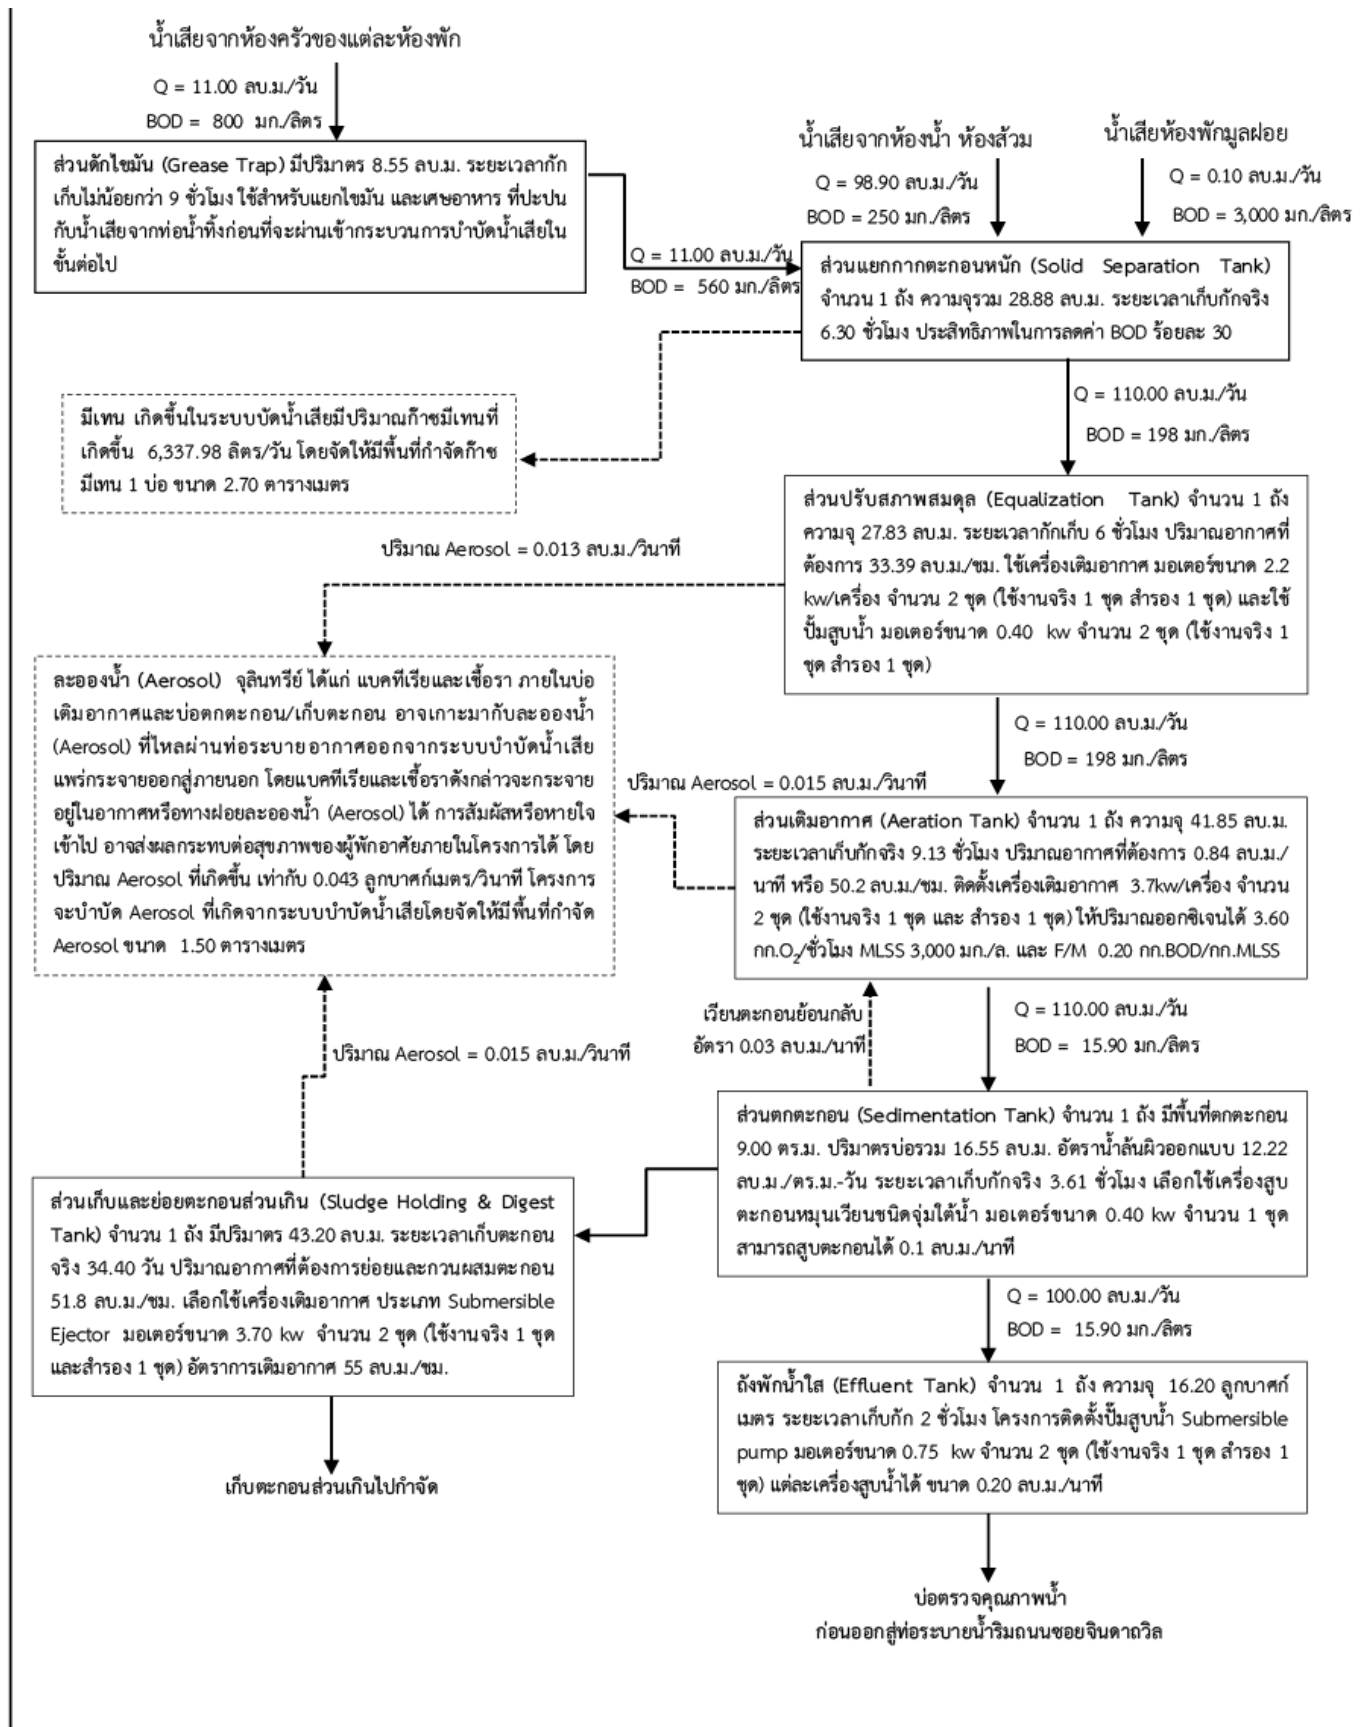 น้ำเสียจากห้องครัวของแต่ละห้องพัก
Q = 11.00 ลบ.ม./วัน
BOD = 800 มก./ลิตร
น้ำเสียจากห้องน้ำ ห้องส้วม
น้ำเสียห้องพักมูลฝอย
Q = 98.90 ลบ.ม./วัน
BOD = 250 มก./ลิตร
Q = 0.10 ลบ.ม./วัน
BOD = 3,000 มก./ลิตร
ส่วนดักไขมัน (Grease Trap) มีปริมาตร 8.55 ลบ.ม. ระยะเวลากัก
เก็บไม่น้อยกว่า 9 ชั่วโมง ใช้สำหรับแยกไขมัน และเศษอาหาร ที่ปะปน
กับน้ำเสียจากท่อน้ำทิ้งก่อนที่จะผ่านเข้ากระบวนการบำบัดน้ำเสียใน
ขั้นต่อไป
Q = 11.00 ลบ.ม./วัน
BOD = 560 มก./ลิตร
ส่วนแยกกากตะกอนหนัก (Solid Separation Tank)
จำนวน 1 ถัง ความจุรวม 28.88 ลบ.ม. ระยะเวลาเก็บกักจริง
6.30 ชั่วโมง ประสิทธิภาพในการลดค่า BOD ร้อยละ 30
Q = 110.00 ลบ.ม./วัน
BOD = 198 มก./ลิตร
มีเทน เกิดขึ้นในระบบบัดน้ำเสียมีปริมาณก๊าซมีเทนที่
เกิดขึ้น 6,337.98 ลิตร/วัน โดยจัดให้มีพื้นที่กำจัดก๊าซ
มีเทน 1 บ่อ ขนาด 2.70 ตารางเมตร
ส่วนปรับสภาพสมดุล (Equalization Tank) จำนวน 1 ถัง
ความจุ 27.83 ลบ.ม. ระยะเวลากักเก็บ 6 ชั่วโมง ปริมาณอากาศที่
ต้องการ 33.39 ลบ.ม./ชม. ใช้เครื่องเติมอากาศ มอเตอร์ขนาด 2.2
kw/เครื่อง จำนวน 2 ชุด (ใช้งานจริง 1 ชุด สำรอง 1 ชุด) และใช้
ปั้มสูบน้ำ มอเตอร์ขนาด 0.40 kw จำนวน 2 ชุด (ใช้งานจริง 1
ชุด สำรอง 1 ชุด)
ปริมาณ Aerosol = 0.013 ลบ.ม./วินาที
Q = 110.00 ลบ.ม./วัน
BOD = 198 มก./ลิตร
ละอองน้ำ (Aerosol) จุลินทรีย์ ได้แก่ แบคทีเรียและเชื้อรา ภายในบ่อ
เติมอากาศและบ่อตกตะกอน/เก็บตะกอน อาจเกาะมากับละอองน้ำ
(Aerosol) ที่ไหลผ่านท่อระบายอากาศออกจากระบบบำบัดน้ำเสีย
แพร่กระจายออกสู่ภายนอก โดยแบคทีเรียและเชื้อราดังกล่าวจะกระจาย
อยู่ในอากาศหรือทางฝอยละอองน้ำ (Aerosol) ได้ การสัมผัสหรือหายใจ
เข้าไป อาจส่งผลกระทบต่อสุขภาพของผู้พักอาศัยภายในโครงการได้ โดย
ปริมาณ Aerosol ที่เกิดขึ้น เท่ากับ 0.043 ลูกบาศก์เมตร/วินาที โครงการ
จะบำบัด Aerosol ที่เกิดจากระบบบำบัดน้ำเสียโดยจัดให้มีพื้นที่กำจัด
Aerosol ขนาด 1.50 ตารางเมตร
ปริมาณ Aerosol = 0.015 ลบ.ม./วินาที
ส่วนเติมอากาศ (Aeration Tank) จำนวน 1 ถัง ความจุ 41.85 ลบ.ม.
ระยะเวลาเก็บกักจริง 9.13 ชั่วโมง ปริมาณอากาศที่ต้องการ 0.84 ลบ.ม./
นาที หรือ 50.2 ลบ.ม./ชม. ติดตั้งเครื่องเติมอากาศ 3.7kw/เครื่อง จำนวน
2 ชุด (ใช้งานจริง 1 ชุด และ สำรอง 1 ชุด) ให้ปริมาณออกซิเจนได้ 3.60
กก.O₂/ชั่วโมง MLSS 3,000 มก./ล. และ F/M 0.20 กก.BOD/กก.MLSS
เวียนตะกอนย้อนกลับ
อัตรา 0.03 ลบ.ม./นาที
Q = 110.00 ลบ.ม./วัน
BOD = 15.90 มก./ลิตร
ปริมาณ Aerosol = 0.015 ลบ.ม./วินาที
ส่วนตกตะกอน (Sedimentation Tank) จำนวน 1 ถัง มีพื้นที่ตกตะกอน
9.00 ตร.ม. ปริมาตรบ่อรวม 16.55 ลบ.ม. อัตราน้ำล้นผิวออกแบบ 12.22
ลบ.ม./ตร.ม.-วัน ระยะเวลาเก็บกักจริง 3.61 ชั่วโมง เลือกใช้เครื่องสูบ
ตะกอนหมุนเวียนชนิดจุ่มใต้น้ำ มอเตอร์ขนาด 0.40 kw จำนวน 1 ชุด
สามารถสูบตะกอนได้ 0.1 ลบ.ม./นาที
ส่วนเก็บและย่อยตะกอนส่วนเกิน (Sludge Holding & Digest
Tank) จำนวน 1 ถัง มีปริมาตร 43.20 ลบ.ม. ระยะเวลาเก็บตะกอน
จริง 34.40 วัน ปริมาณอากาศที่ต้องการย่อยและกวนผสมตะกอน
51.8 ลบ.ม./ชม. เลือกใช้เครื่องเติมอากาศ ประเภท Submersible
Ejector มอเตอร์ขนาด 3.70 kw จำนวน 2 ชุด (ใช้งานจริง 1 ชุด
และสำรอง 1 ชุด) อัตราการเติมอากาศ 55 ลบ.ม./ชม.
Q = 100.00 ลบ.ม./วัน
BOD = 15.90 มก./ลิตร
ถังพักน้ำใส (Effluent Tank) จำนวน 1 ถัง ความจุ 16.20 ลูกบาศก์
เมตร ระยะเวลาเก็บกัก 2 ชั่วโมง โครงการติดตั้งปั๊มสูบน้ำ Submersible
pump มอเตอร์ขนาด 0.75 kw จำนวน 2 ชุด (ใช้งานจริง 1 ชุด สำรอง 1
ชุด) แต่ละเครื่องสูบน้ำได้ ขนาด 0.20 ลบ.ม./นาที
เก็บตะกอนส่วนเกินไปกำจัด
บ่อตรวจคุณภาพน้ำ
ก่อนออกสู่ท่อระบายน้ำริมถนนซอยจินดาถวิล